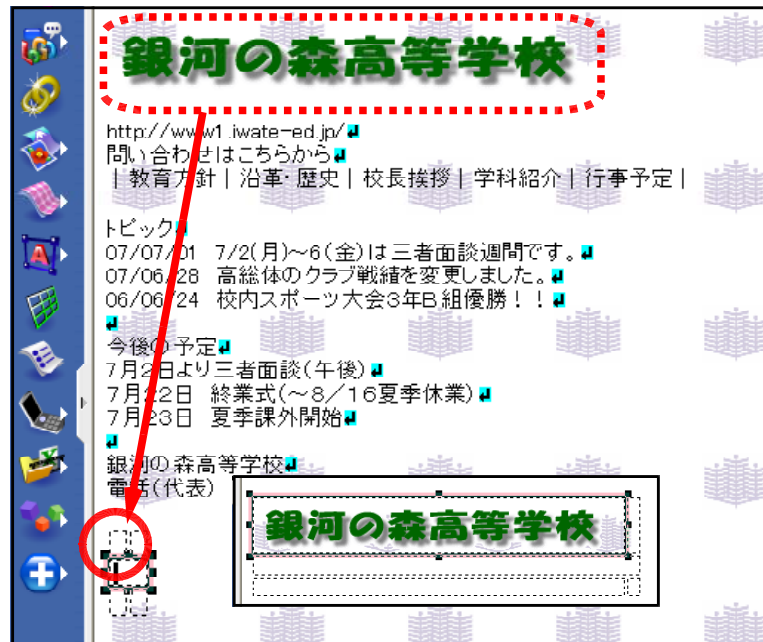 銀河の森高等学校
http://www1.iwate-ed.jp/
問い合わせはこちらから
｜教育方針｜沿革・歴史｜校長挨拶｜学科紹介｜行事予定｜
トピック
07/07/01 7/2(月)~6(金)は三者面談週間です。
07/06/28 高総体のクラブ戦績を変更しました。
06/06/24 校内スポーツ大会3年B組優勝！！
今後の予定
7月2日より三者面談(午後)
7月22日 終業式(～8／16夏季休業)
7月23日 夏季課外開始
銀河の森高等学校
電話(代表)
銀河の森高等学校